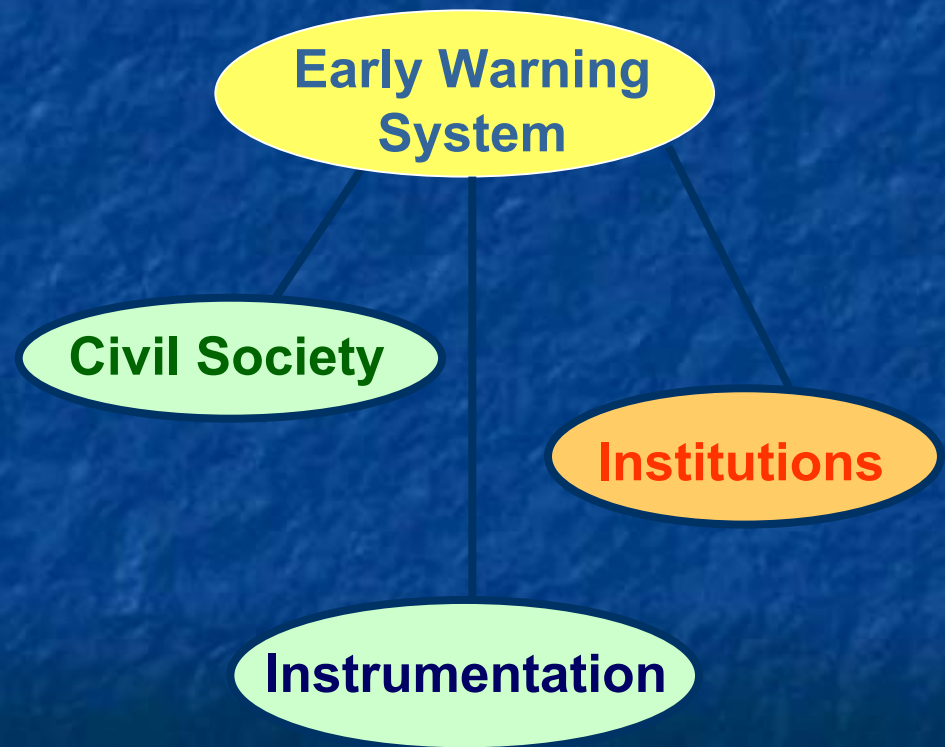 Early Warning
System
Civil Society
Institutions
Instrumentation